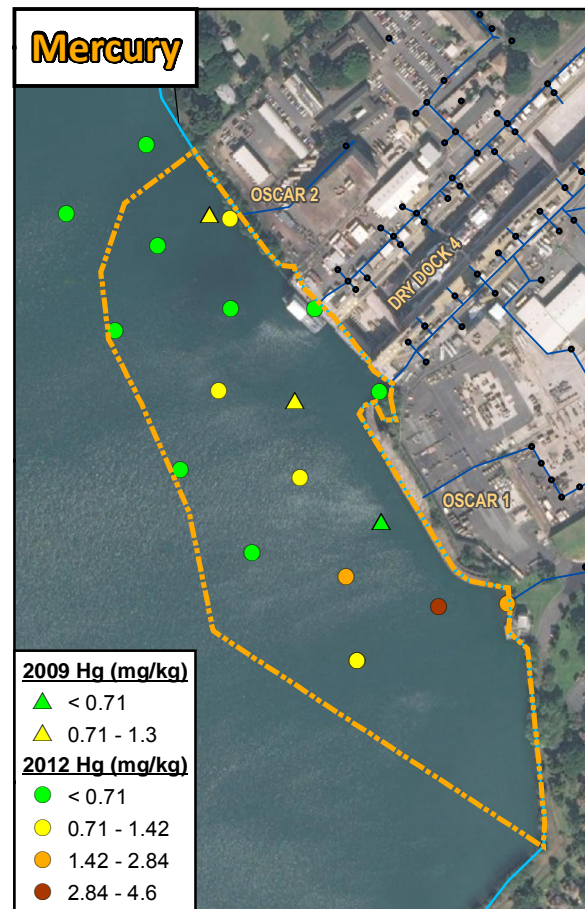 Mercury
OSCAR 2
DRY DOCK 4
OSCAR 1
2009 Hg (mg/kg)
< 0.71
0.71 - 1.3
2012 Hg (mg/kg)
< 0.71
0.71 - 1.42
1.42 - 2.84
2.84 - 4.6